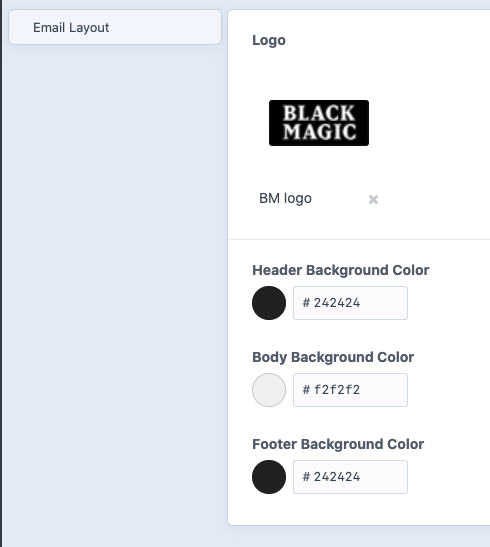 Email Layout
Logo
BLACK
MAGIC
BM logo
Header Background Color
# 242424
Body Background Color
# f2f2f2
Footer Background Color
# 242424